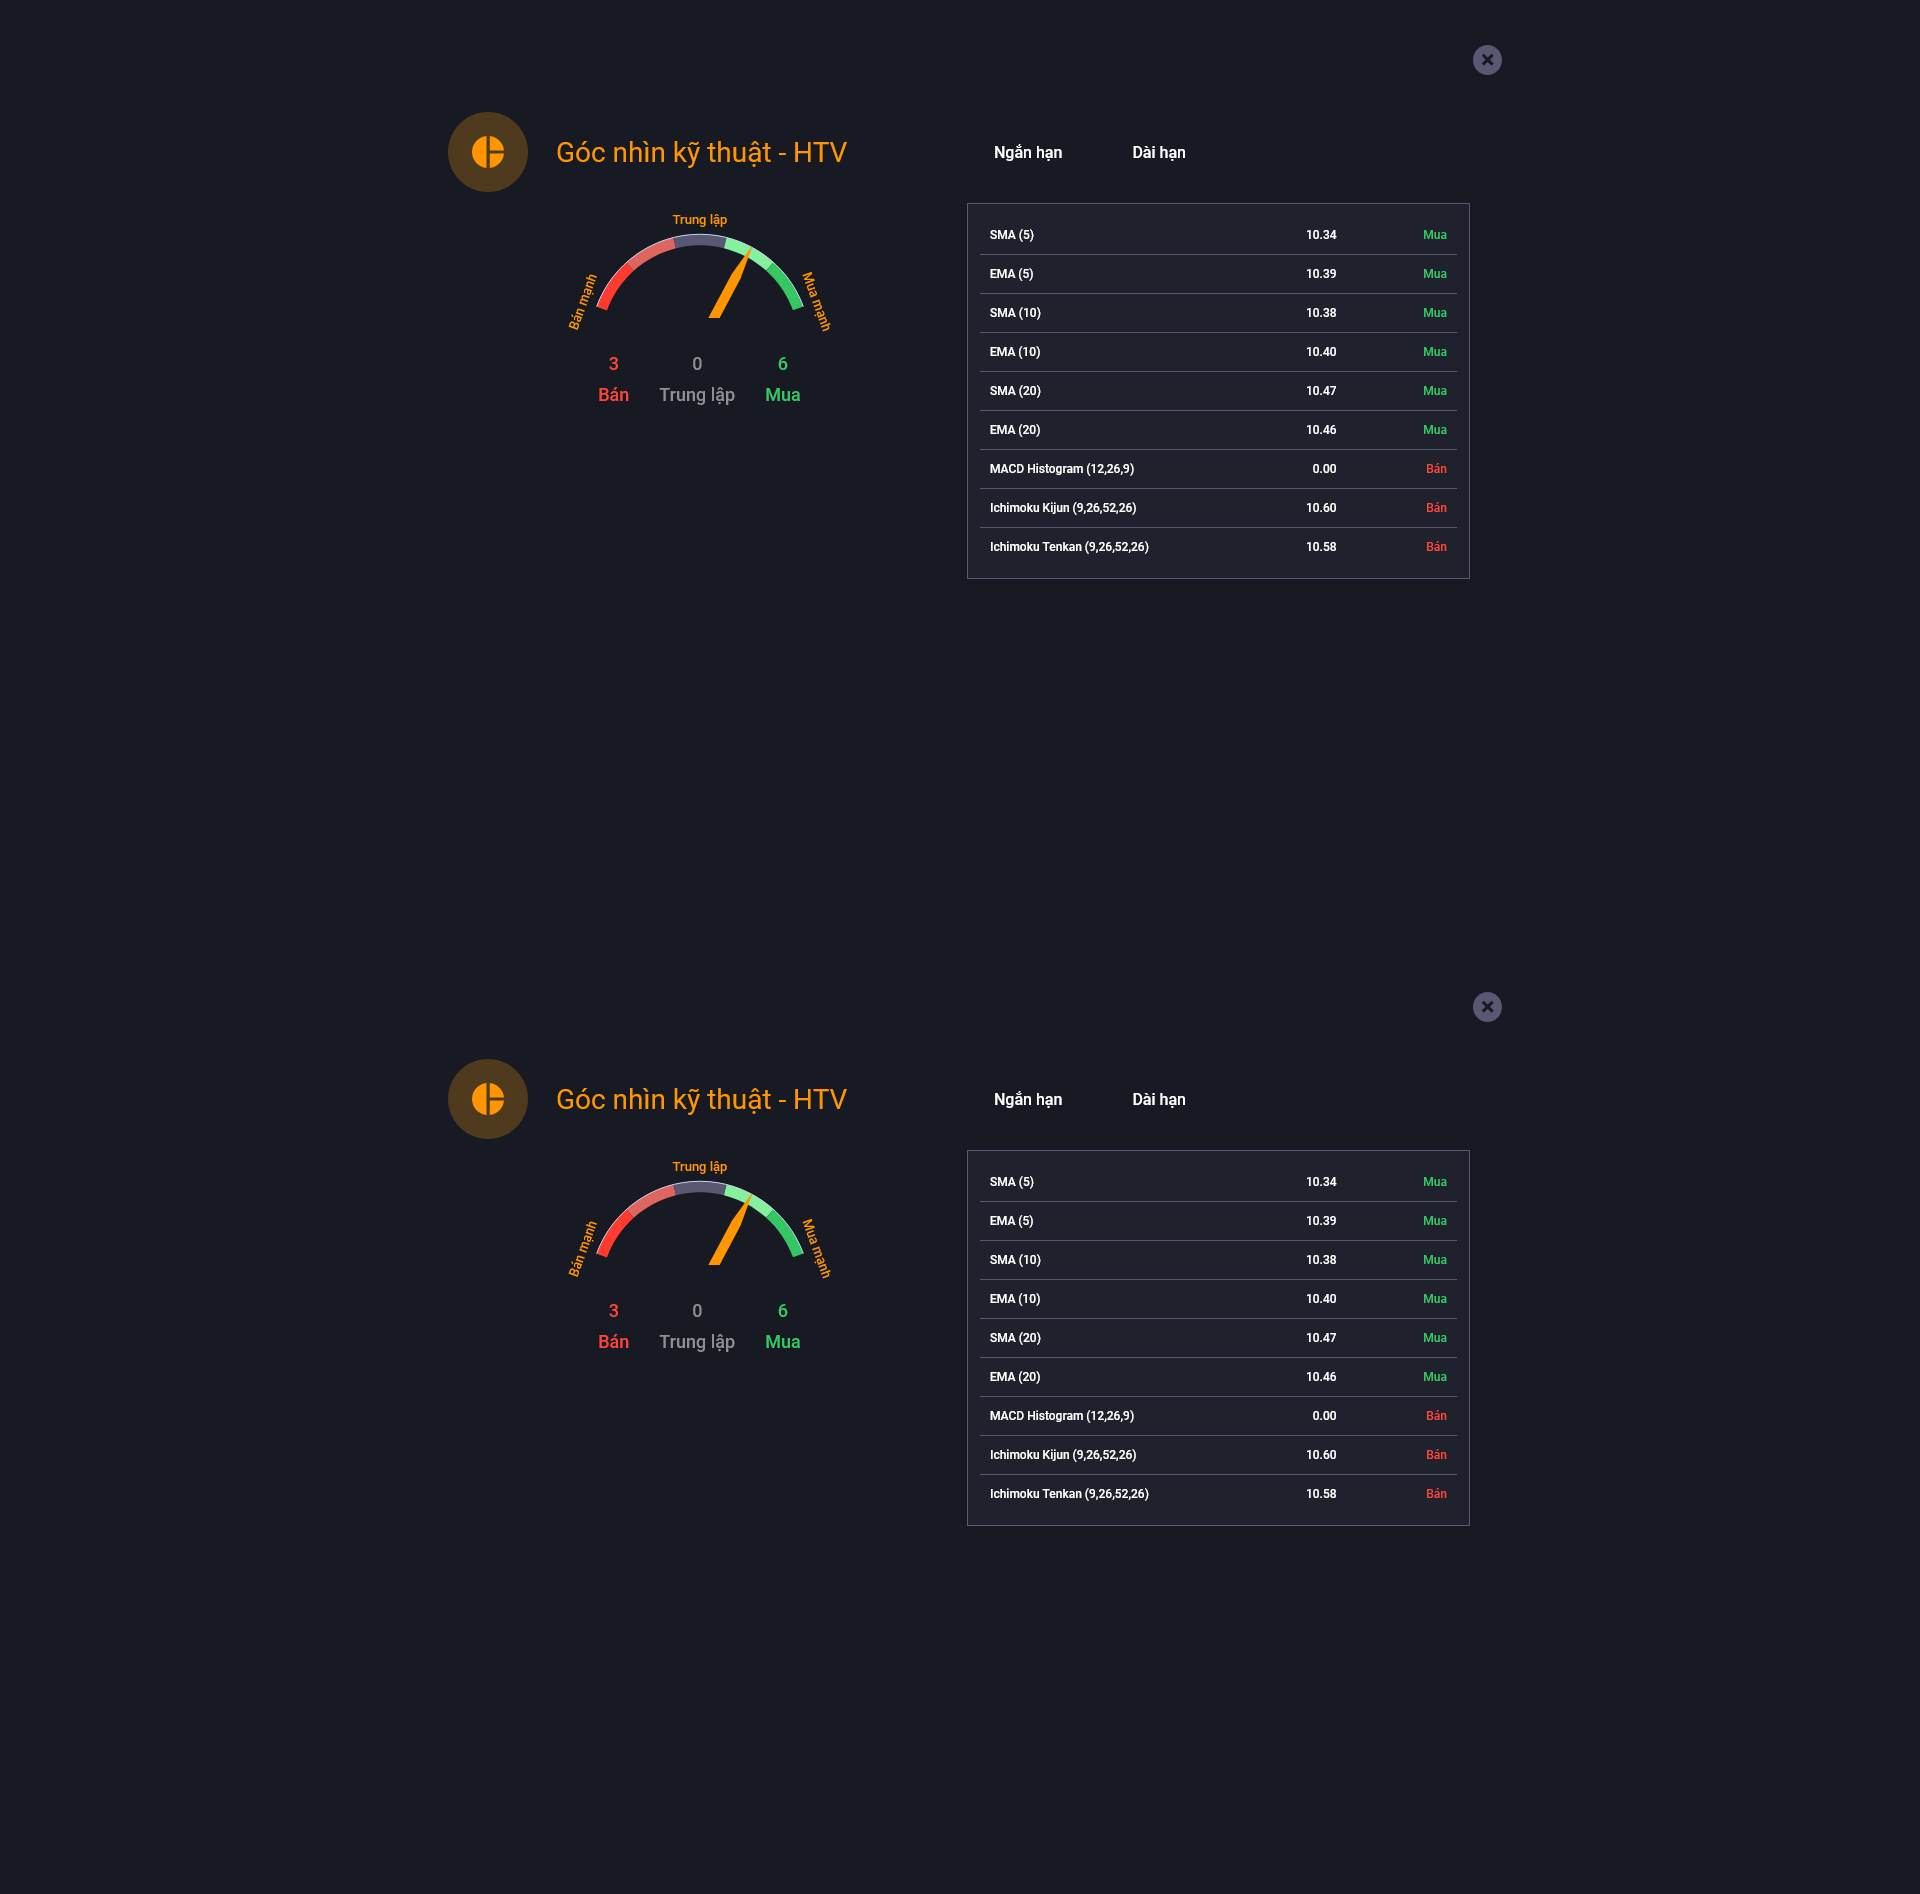 Góc nhìn kỹ thuật - HTV
Ngắn hạn Dài hạn
Trung lập
Bán mạnh
Mua mạnh
3 0 6
Bán Trung lập Mua
SMA (5) 10.34 Mua
EMA (5) 10.39 Mua
SMA (10) 10.38 Mua
EMA (10) 10.40 Mua
SMA (20) 10.47 Mua
EMA (20) 10.46 Mua
MACD Histogram (12,26,9) 0.00 Bán
Ichimoku Kijun (9,26,52,26) 10.60 Bán
Ichimoku Tenkan (9,26,52,26) 10.58 Bán
Góc nhìn kỹ thuật - HTV
Ngắn hạn Dài hạn
Trung lập
Bán mạnh
Mua mạnh
3 0 6
Bán Trung lập Mua
SMA (5) 10.34 Mua
EMA (5) 10.39 Mua
SMA (10) 10.38 Mua
EMA (10) 10.40 Mua
SMA (20) 10.47 Mua
EMA (20) 10.46 Mua
MACD Histogram (12,26,9) 0.00 Bán
Ichimoku Kijun (9,26,52,26) 10.60 Bán
Ichimoku Tenkan (9,26,52,26) 10.58 Bán